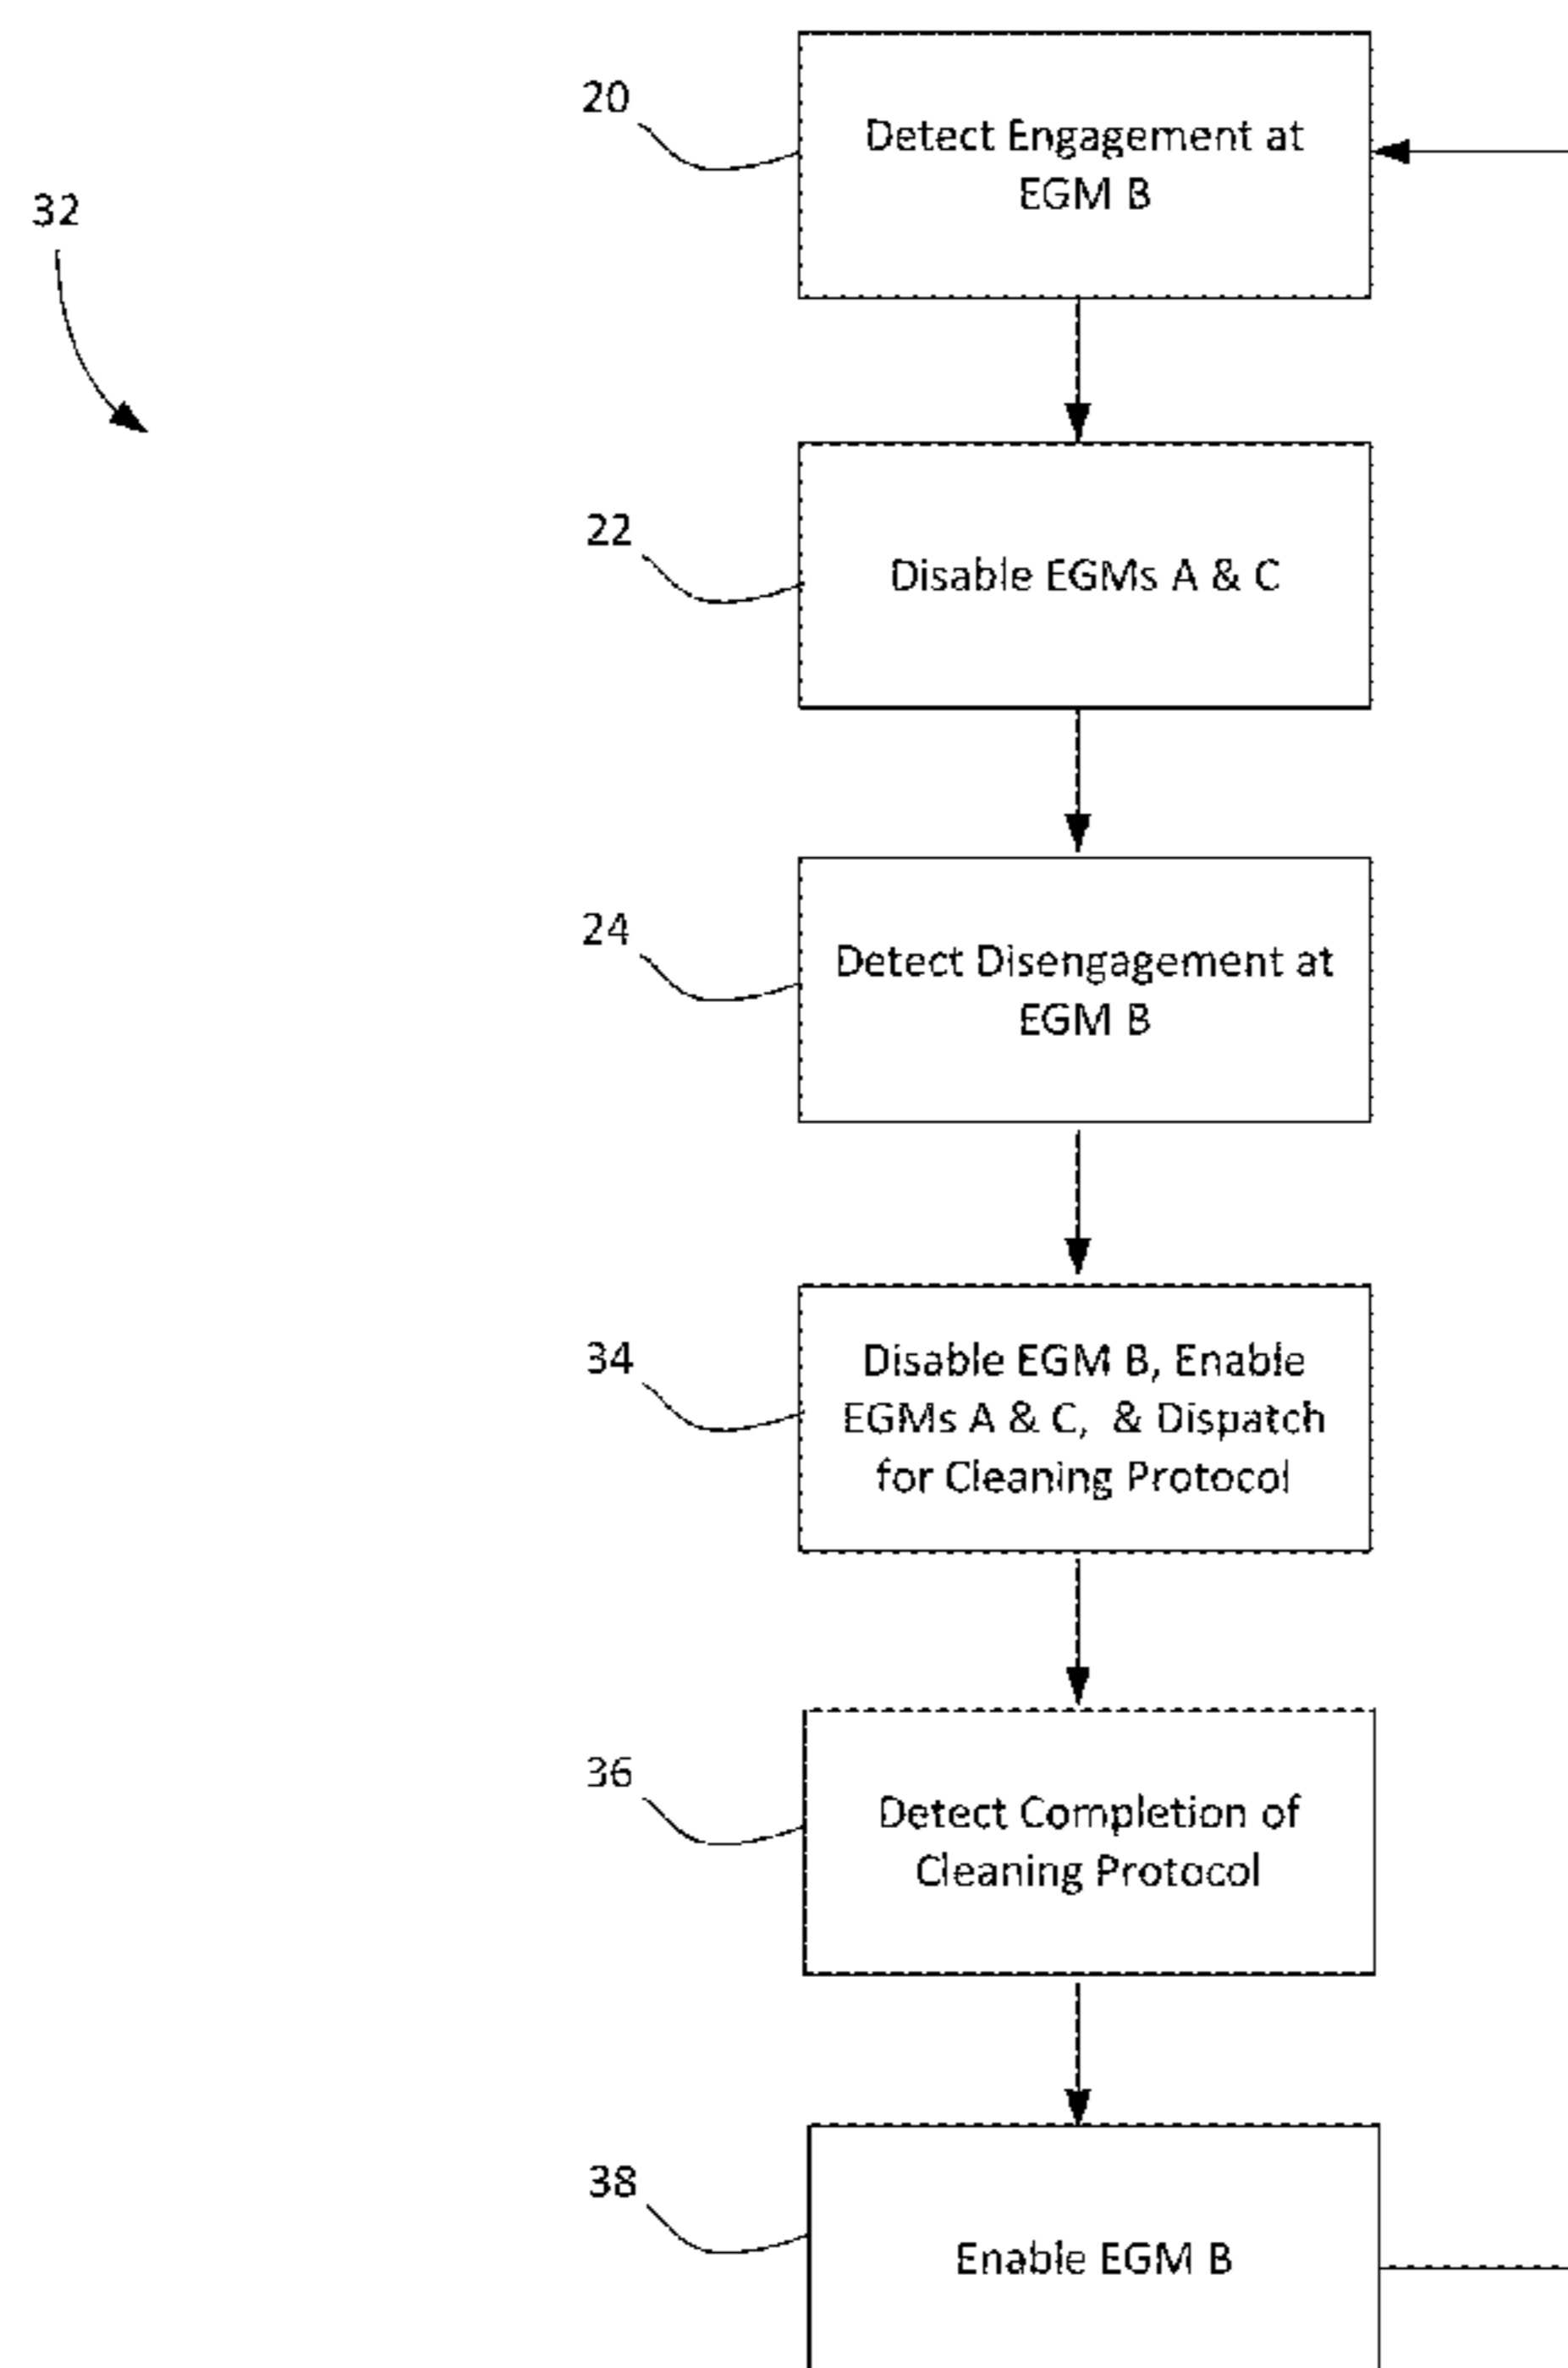 20
Detect Engagement at
EGM B
32
22
Disable EGMs A & C
24
Detect Disengagement at
EGM B
34
Disable EGM B, Enable
EGMs A & C, & Dispatch
for Cleaning Protocol
36
Detect Completion of
Cleaning Protocol
38
Enable EGM B